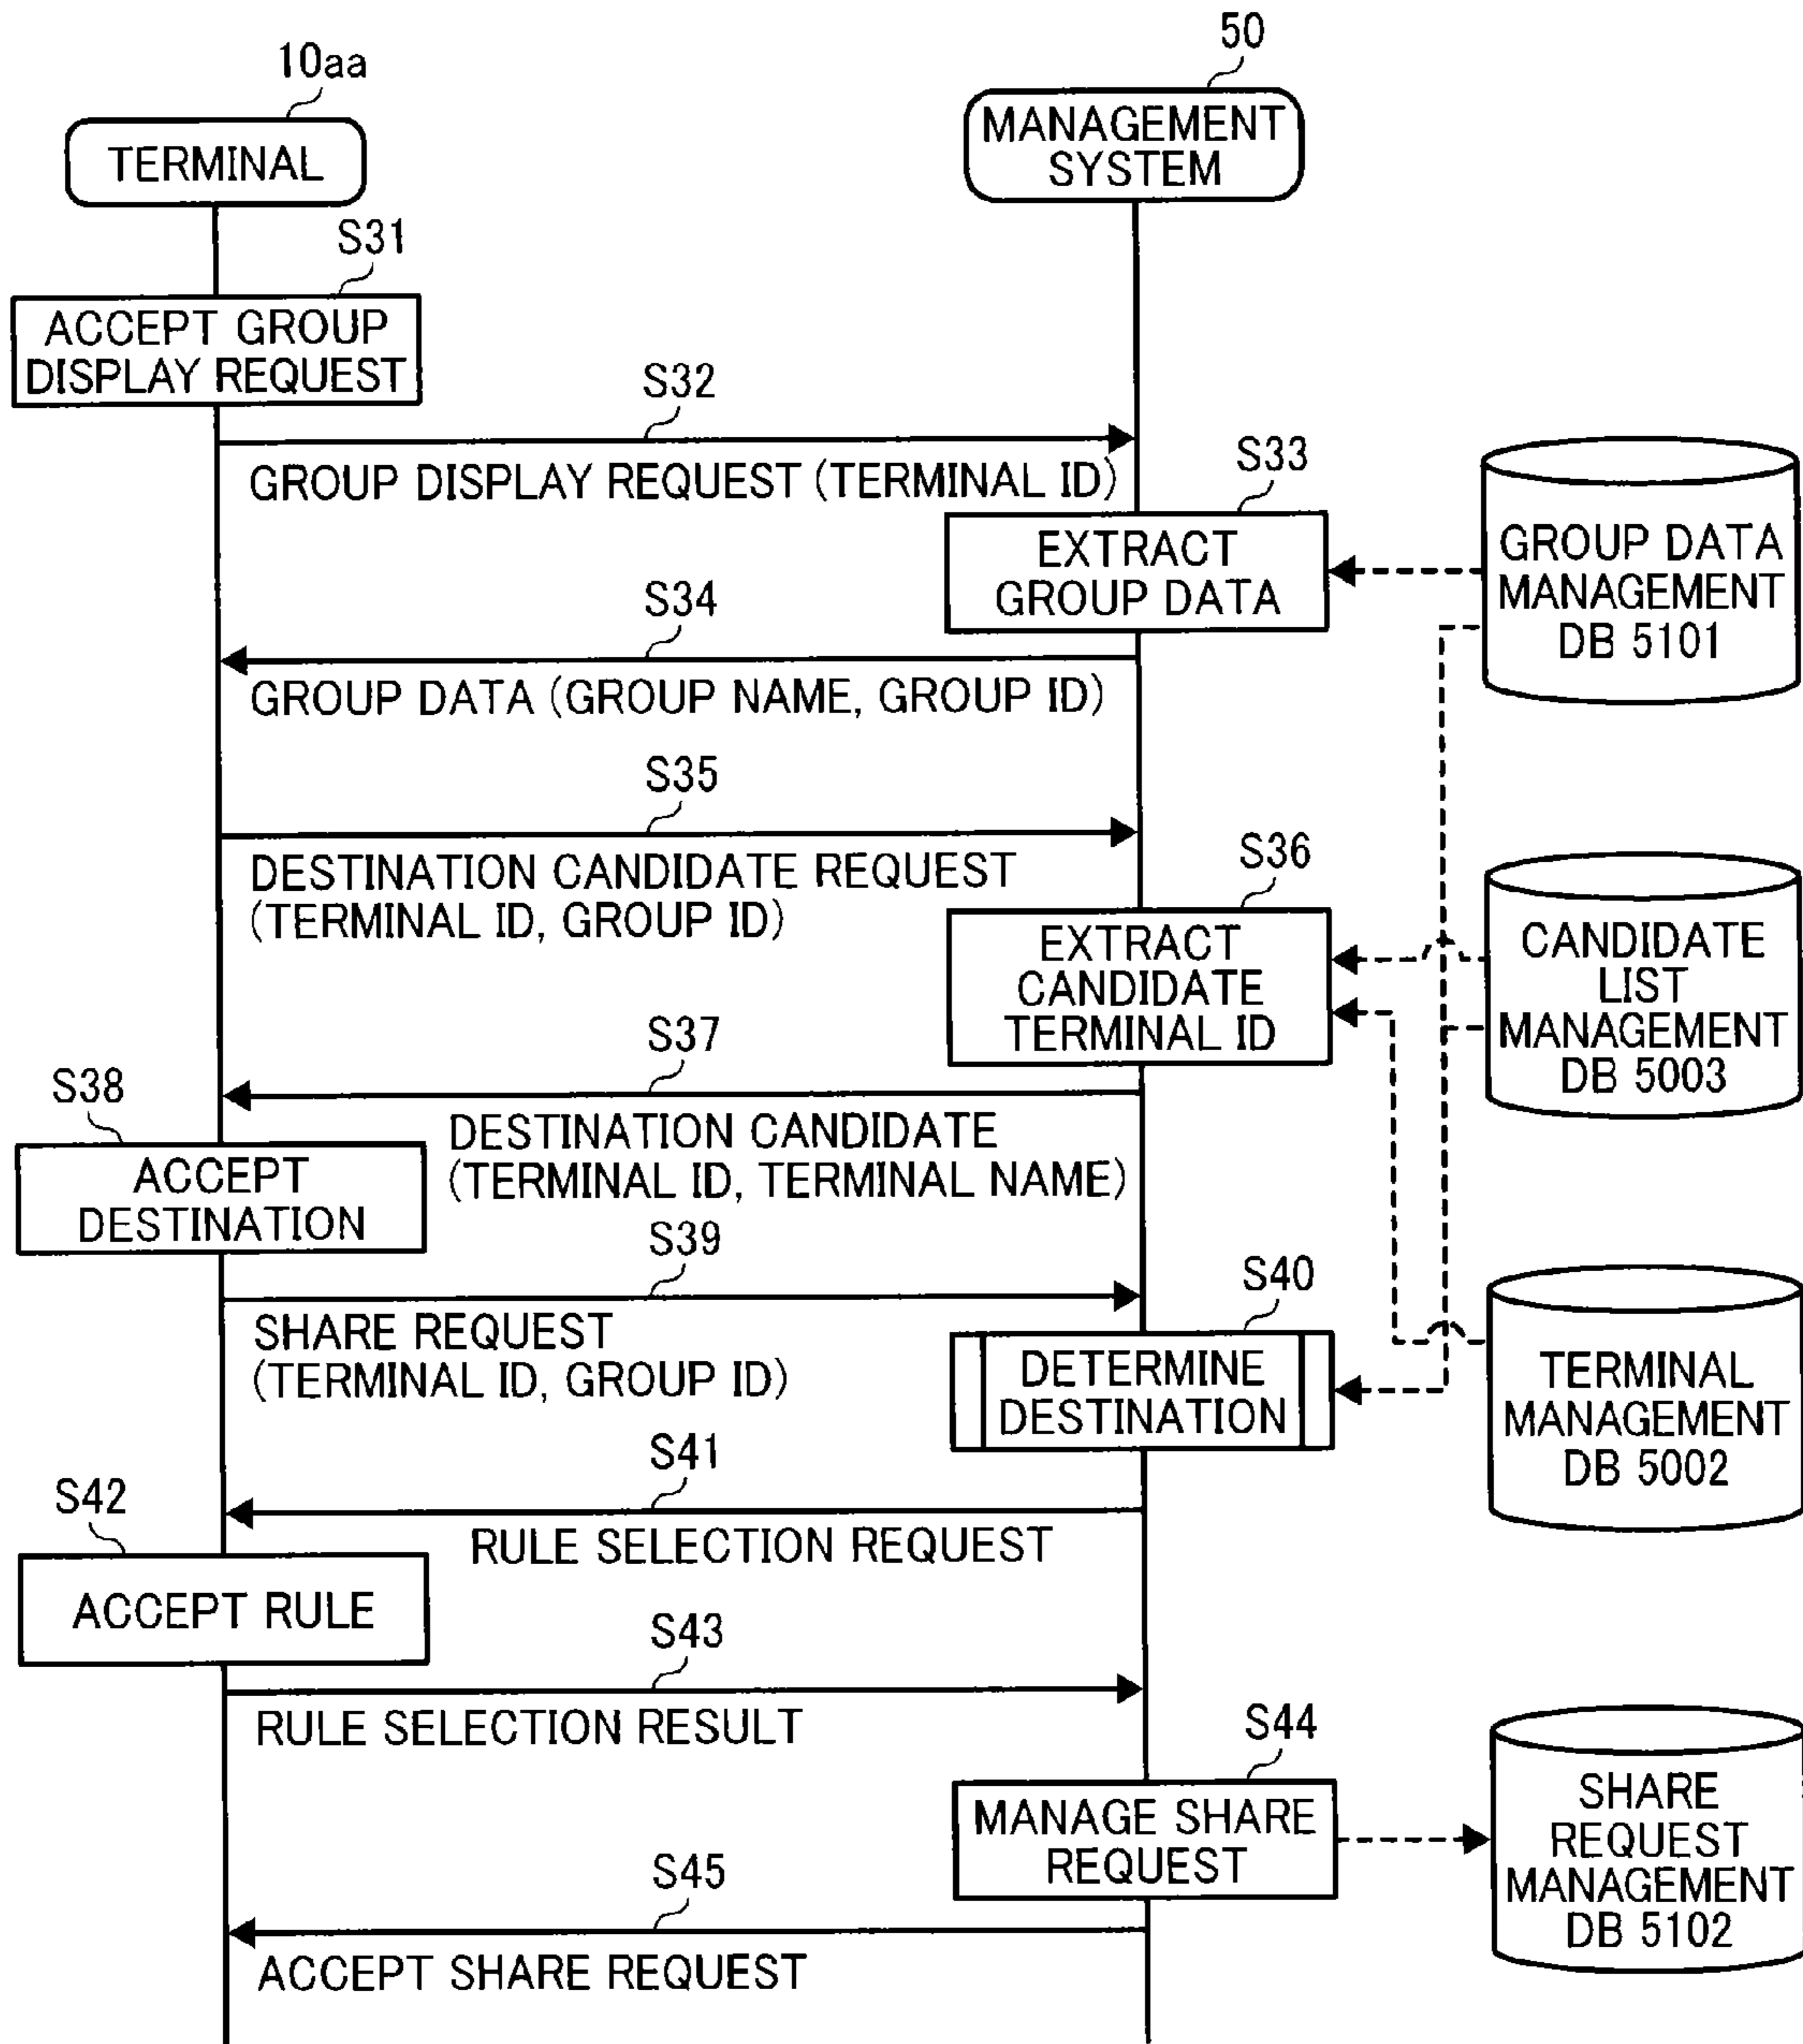 10aa
50
TERMINAL
MANAGEMENT
SYSTEM
S31
ACCEPT GROUP
DISPLAY REQUEST
S32
GROUP DISPLAY REQUEST (TERMINAL ID)
S33
EXTRACT
GROUP DATA
GROUP DATA
MANAGEMENT
DB 5101
S34
GROUP DATA (GROUP NAME, GROUP ID)
S35
DESTINATION CANDIDATE REQUEST
(TERMINAL ID, GROUP ID)
S36
EXTRACT
CANDIDATE
TERMINAL ID
CANDIDATE
LIST
MANAGEMENT
DB 5003
S37
DESTINATION CANDIDATE
(TERMINAL ID, TERMINAL NAME)
S38
ACCEPT
DESTINATION
S39
SHARE REQUEST
(TERMINAL ID, GROUP ID)
S40
DETERMINE
DESTINATION
TERMINAL
MANAGEMENT
DB 5002
S41
RULE SELECTION REQUEST
S42
ACCEPT RULE
S43
RULE SELECTION RESULT
S44
MANAGE SHARE
REQUEST
SHARE
REQUEST
MANAGEMENT
DB 5102
S45
ACCEPT SHARE REQUEST